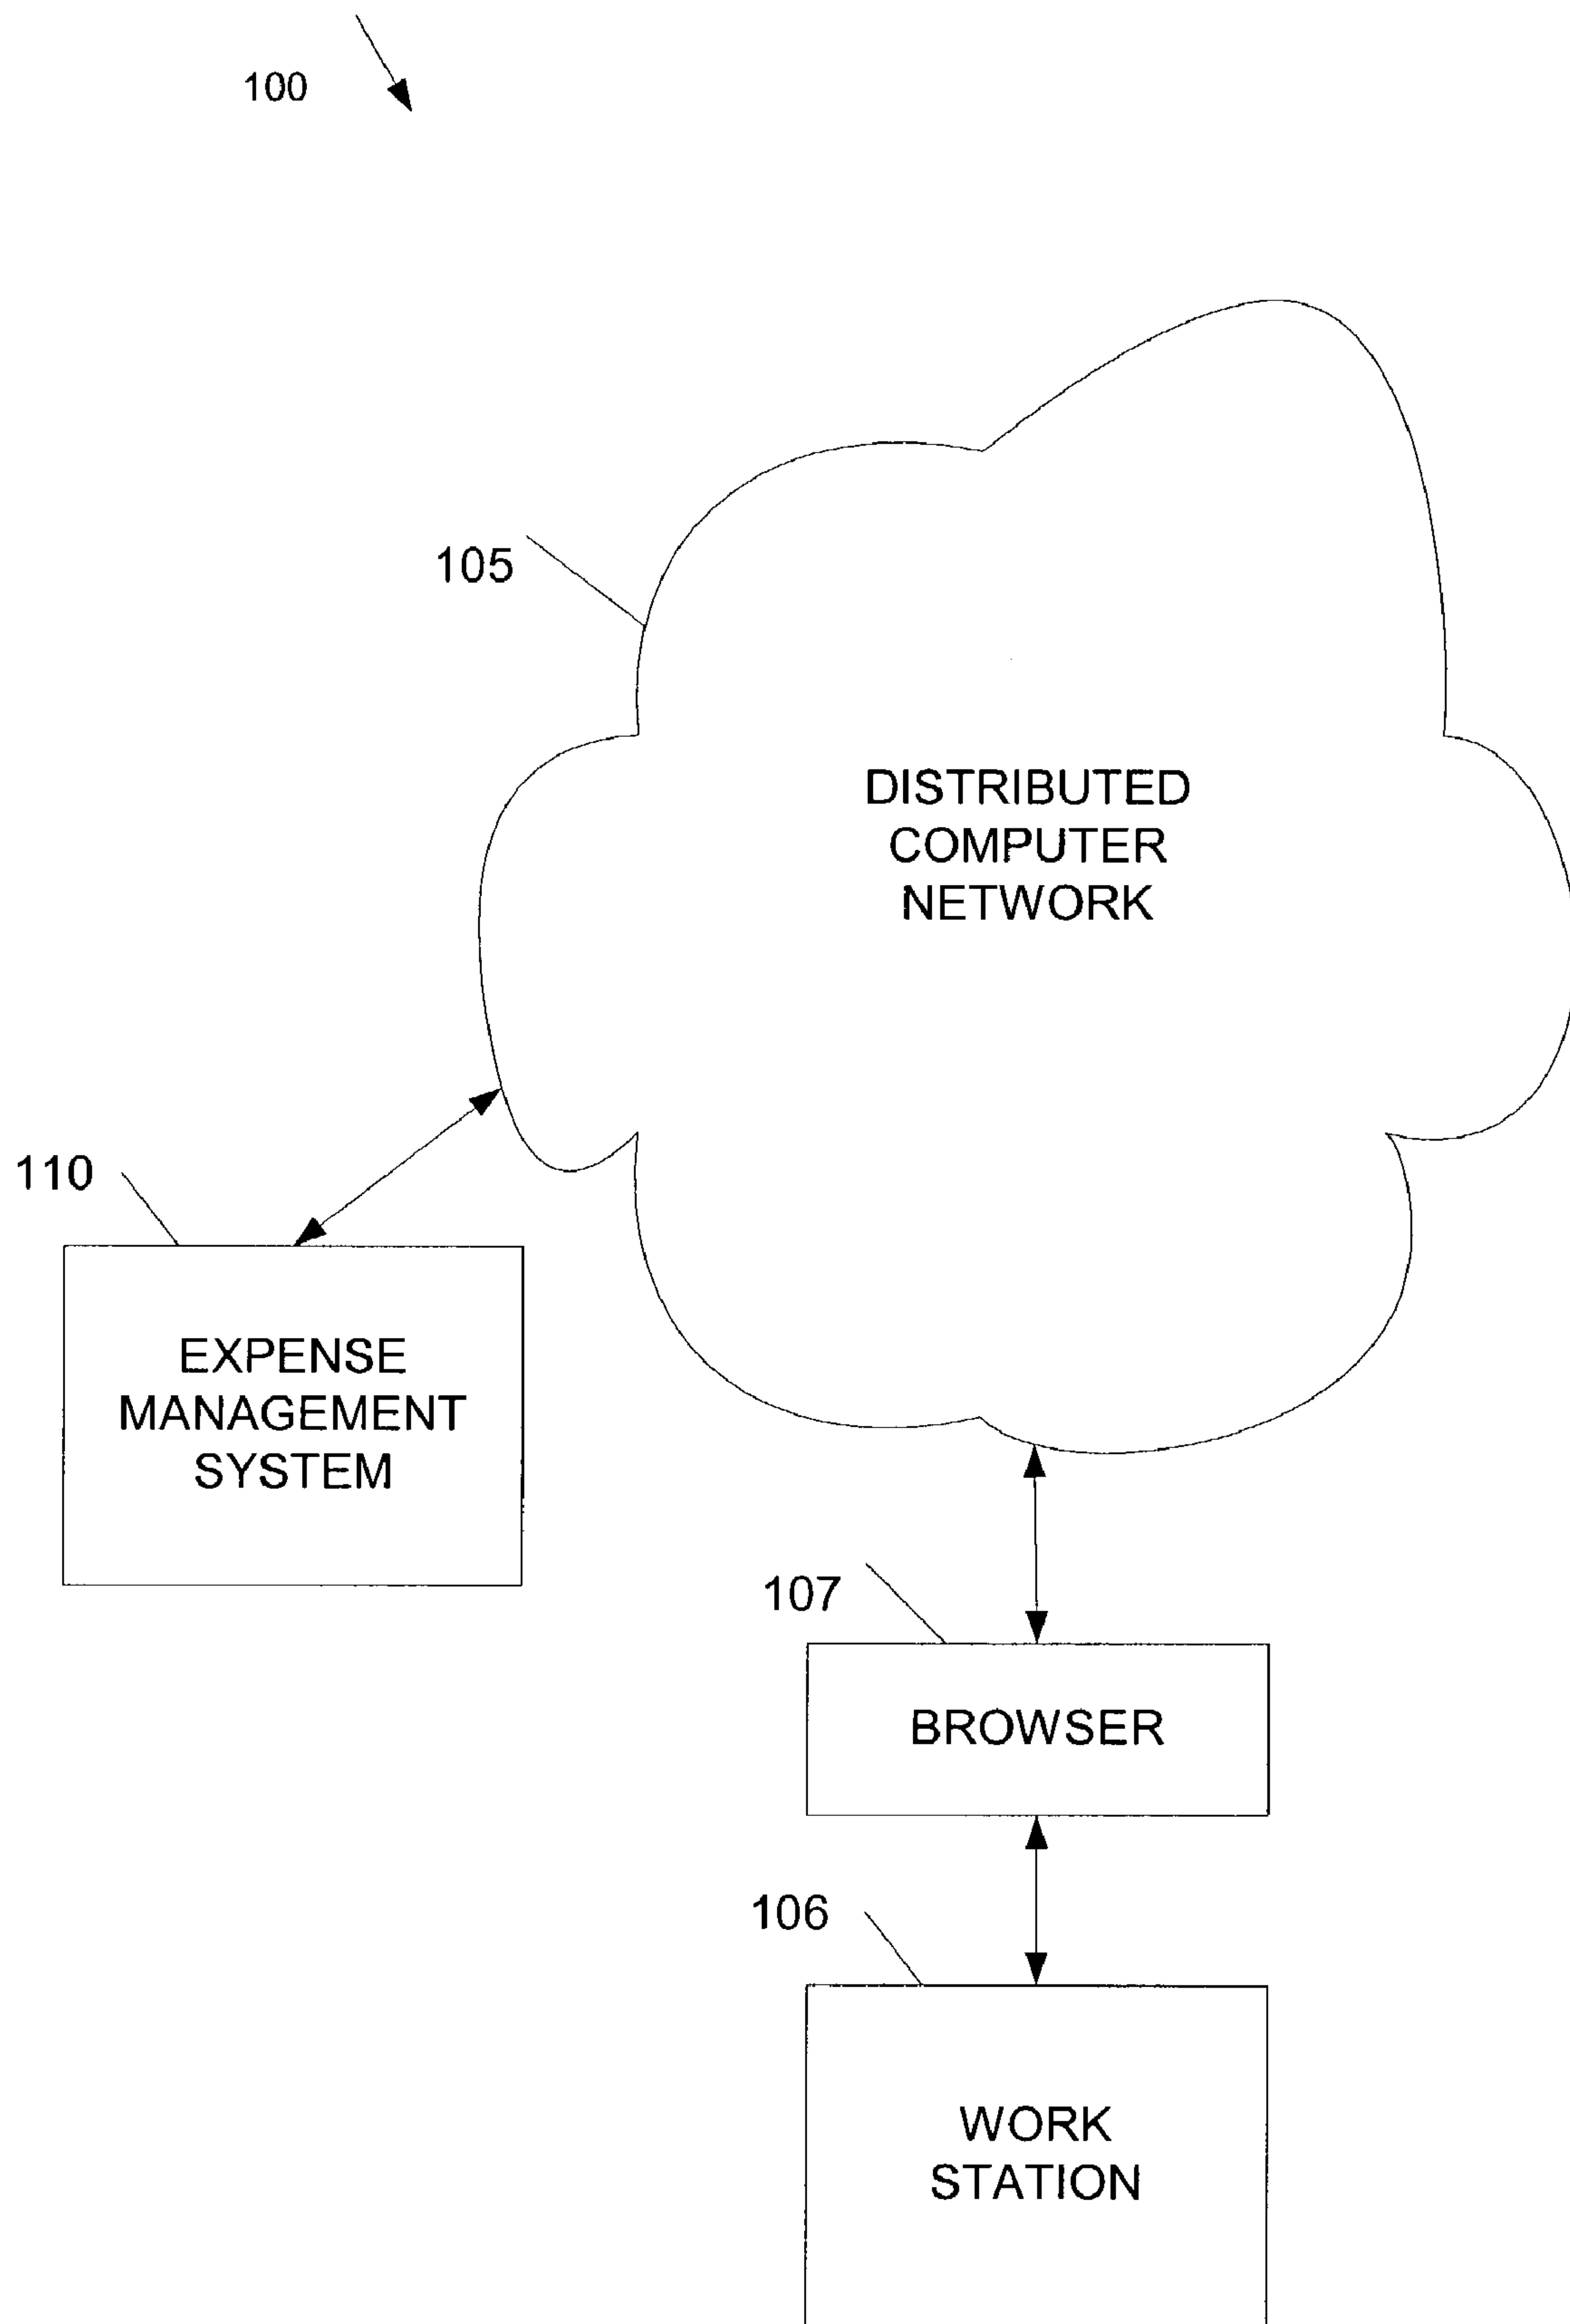 100
105
DISTRIBUTED
COMPUTER
NETWORK
110
EXPENSE
MANAGEMENT
SYSTEM
107
BROWSER
106
WORK
STATION